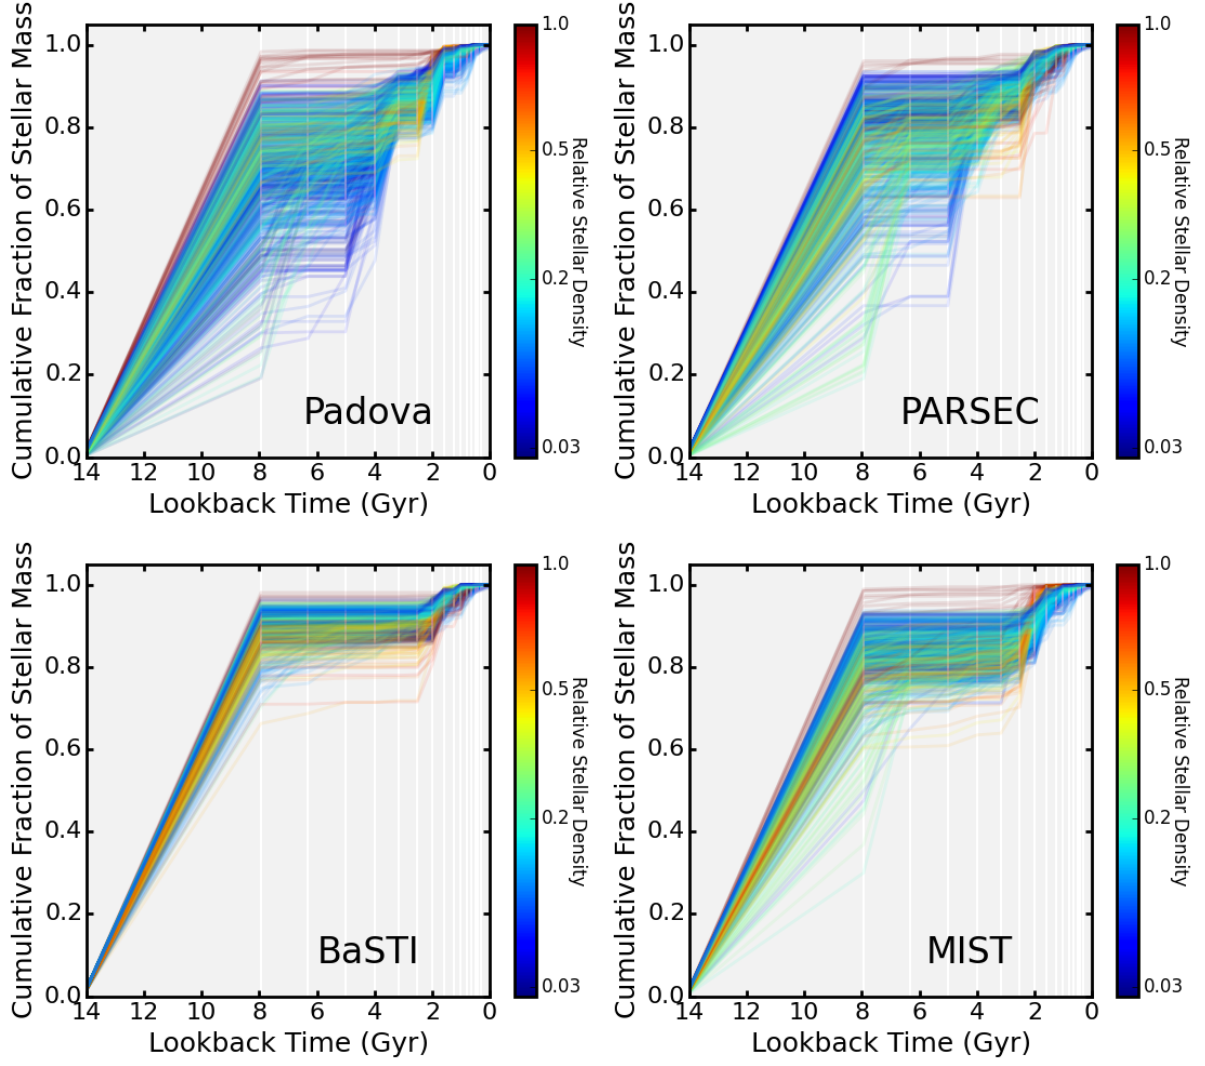 1.0
0.8
0.6
0.4
0.2
0.0
Cumulative Fraction of Stellar Mass
14 12 10 8 6 4 2 0
Lookback Time (Gyr)
Padova
1.0
0.5
0.2
0.03
Relative Stellar Density
1.0
0.8
0.6
0.4
0.2
0.0
Cumulative Fraction of Stellar Mass
14 12 10 8 6 4 2 0
Lookback Time (Gyr)
PARSEC
1.0
0.5
0.2
0.03
Relative Stellar Density
1.0
0.8
0.6
0.4
0.2
0.0
Cumulative Fraction of Stellar Mass
14 12 10 8 6 4 2 0
Lookback Time (Gyr)
BaSTI
1.0
0.5
0.2
0.03
Relative Stellar Density
1.0
0.8
0.6
0.4
0.2
0.0
Cumulative Fraction of Stellar Mass
14 12 10 8 6 4 2 0
Lookback Time (Gyr)
MIST
1.0
0.5
0.2
0.03
Relative Stellar Density